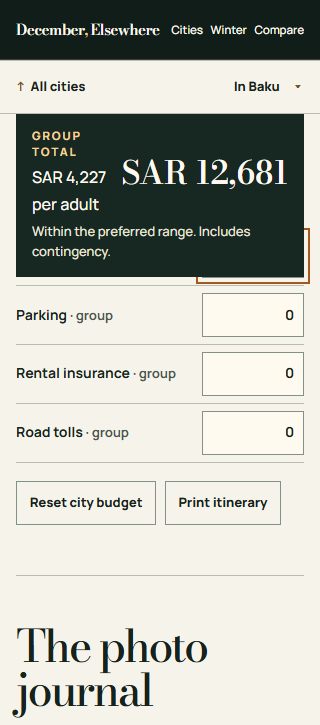 December, Elsewhere Cities Winter Compare
↑ All cities In Baku
GROUP
TOTAL
SAR 4,227
per adult
SAR 12,681
Within the preferred range. Includes
contingency.
Parking · group 0
Rental insurance · group 0
Road tolls · group 0
Reset city budget Print itinerary
The photo
journal